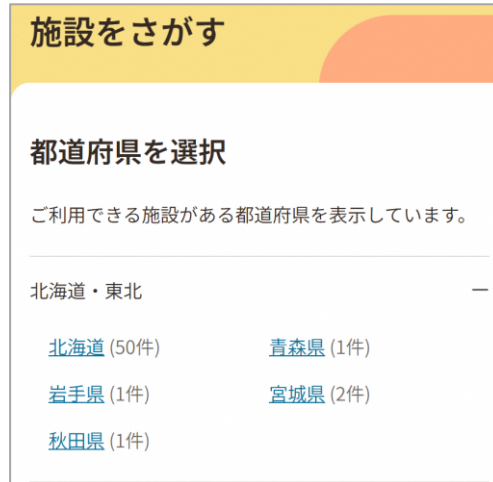 施設をさがす
都道府県を選択
ご利用できる施設がある都道府県を表示しています。
北海道・東北
北海道 (50件) 青森県 (1件)
岩手県 (1件) 宮城県 (2件)
秋田県 (1件)